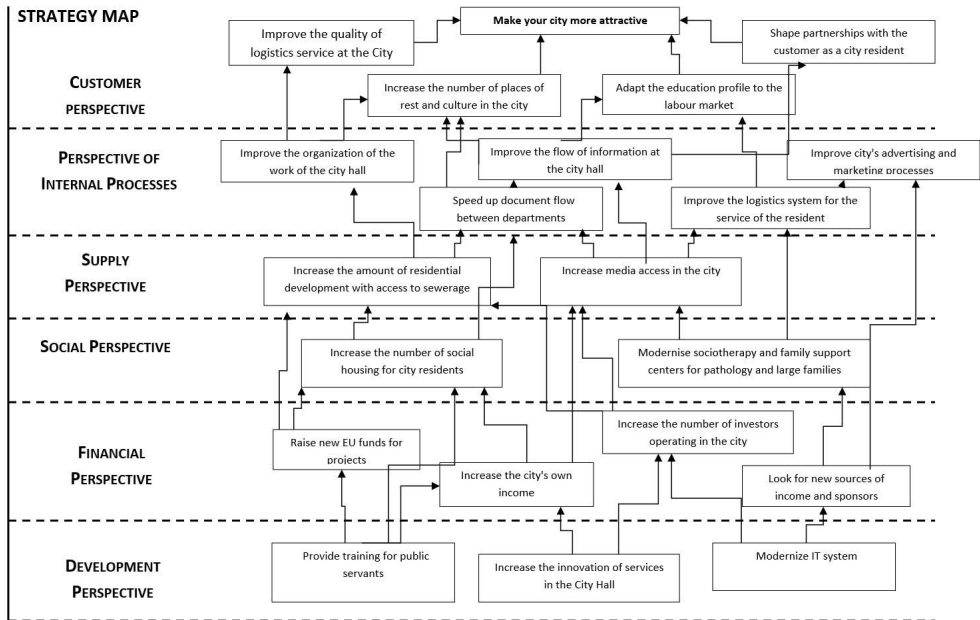 STRATEGY MAP
Make your city more attractive
Improve the quality of
logistics service at the City
Shape partnerships with the
customer as a city resident
CUSTOMER
PERSPECTIVE
Increase the number of places of
rest and culture in the city
Adapt the education profile to the
labour market
PERSPECTIVE OF
INTERNAL PROCESSES
Improve the organization of the
work of the city hall
Improve the flow of information at
the city hall
Improve city's advertising and
marketing processes
Speed up document flow
between departments
Improve the logistics system for the
service of the resident
SUPPLY
PERSPECTIVE
Increase the amount of residential
development with access to sewerage
Increase media access in the city
SOCIAL PERSPECTIVE
Increase the number of social
housing for city residents
Modernise sociotherapy and family support
centers for pathology and large families
FINANCIAL
PERSPECTIVE
Raise new EU funds for
projects
Increase the city's own
income
Increase the number of investors
operating in the city
Look for new sources of
income and sponsors
DEVELOPMENT
PERSPECTIVE
Provide training for public
servants
Increase the innovation of services
in the City Hall
Modernize IT system